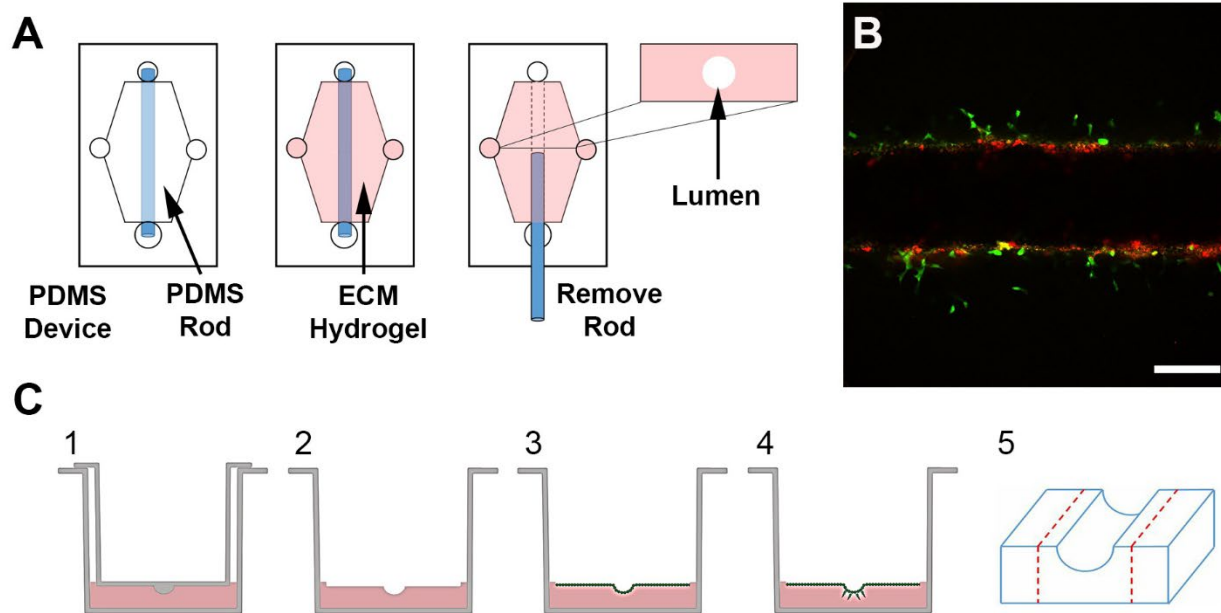 A
PDMS
Device
PDMS
Rod
ECM
Hydrogel
Remove
Rod
Lumen
B
C
1
2
3
4
5